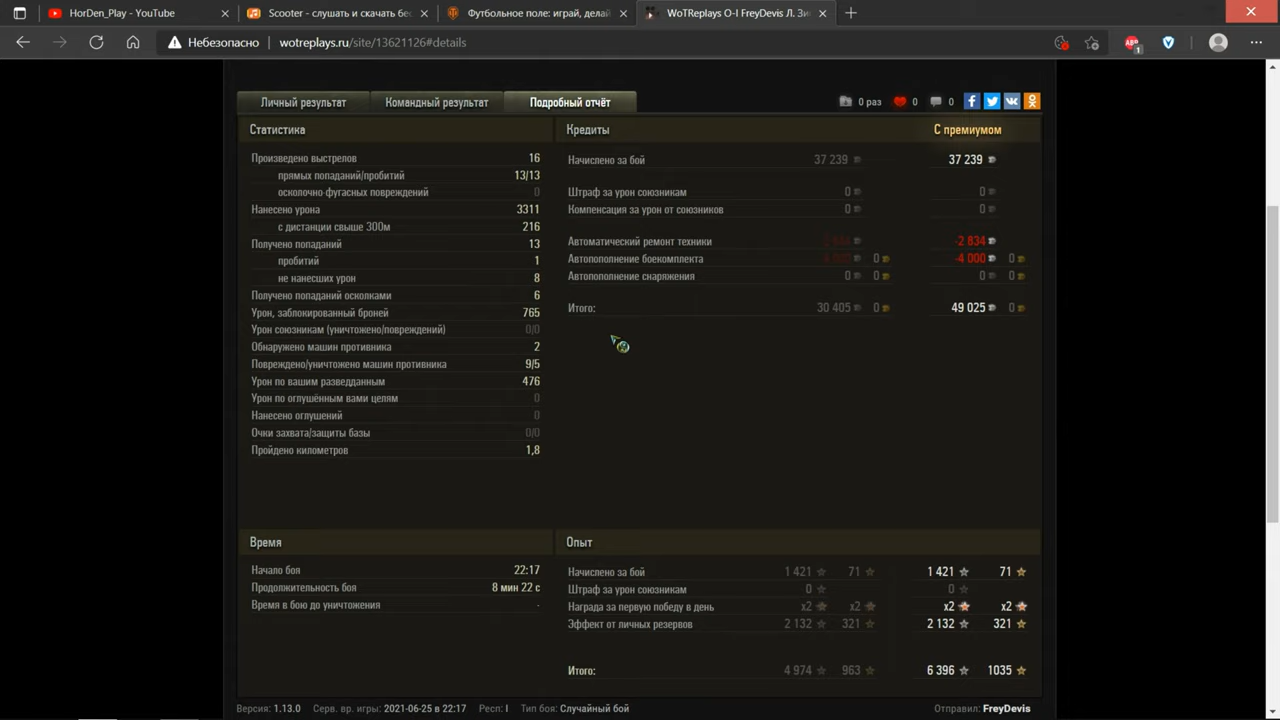 HorDen_Play - YouTube
Scooter - слушать и скачать бес
Футбольное поле: играй, делай
WoTReplays O-I FreyDevis Л. Зи
Небезопасно wotreplays.ru/site/13621126#details
Личный результат Командный результат Подробный отчёт 0 раз 0 0
Статистика Кредиты С премиумом
Произведено выстрелов 16
прямых попаданий/пробитий 13/13
осколочно-фугасных повреждений 0
Нанесено урона 3311
с дистанции свыше 300м 216
Получено попаданий 13
пробитий 1
не нанесших урон 8
Получено попаданий осколками 6
Урон, заблокированный броней 765
Урон союзникам (уничтожено/повреждений) 0/0
Обнаружено машин противника 2
Повреждено/уничтожено машин противника 9/5
Урон по вашим разведданным 476
Урон по оглушённым вами целям 0
Нанесено оглушений 0
Очки захвата/защиты базы 0/0
Пройдено километров 1,8
Начислено за бой 37 239 37 239
Штраф за урон союзникам 0 0
Компенсация за урон от союзников 0 0
Автоматический ремонт техники -2 834
Автопополнение боекомплекта 0 -4 000 0
Автопополнение снаряжения 0 0 0 0
Итого: 30 405 0 49 025 0
Время Опыт
Начало боя 22:17
Продолжительность боя 8 мин 22 с
Время в бою до уничтожения -
Начислено за бой 1 421 71 1 421 71
Штраф за урон союзникам 0 0
Награда за первую победу в день x2 x2 x2 x2
Эффект от личных резервов 2 132 321 2 132 321
Итого: 4 974 963 6 396 1035
Версия: 1.13.0 Серв. вр. игры: 2021-06-25 в 22:17 Респ: I Тип боя: Случайный бой Отправил: FreyDevis